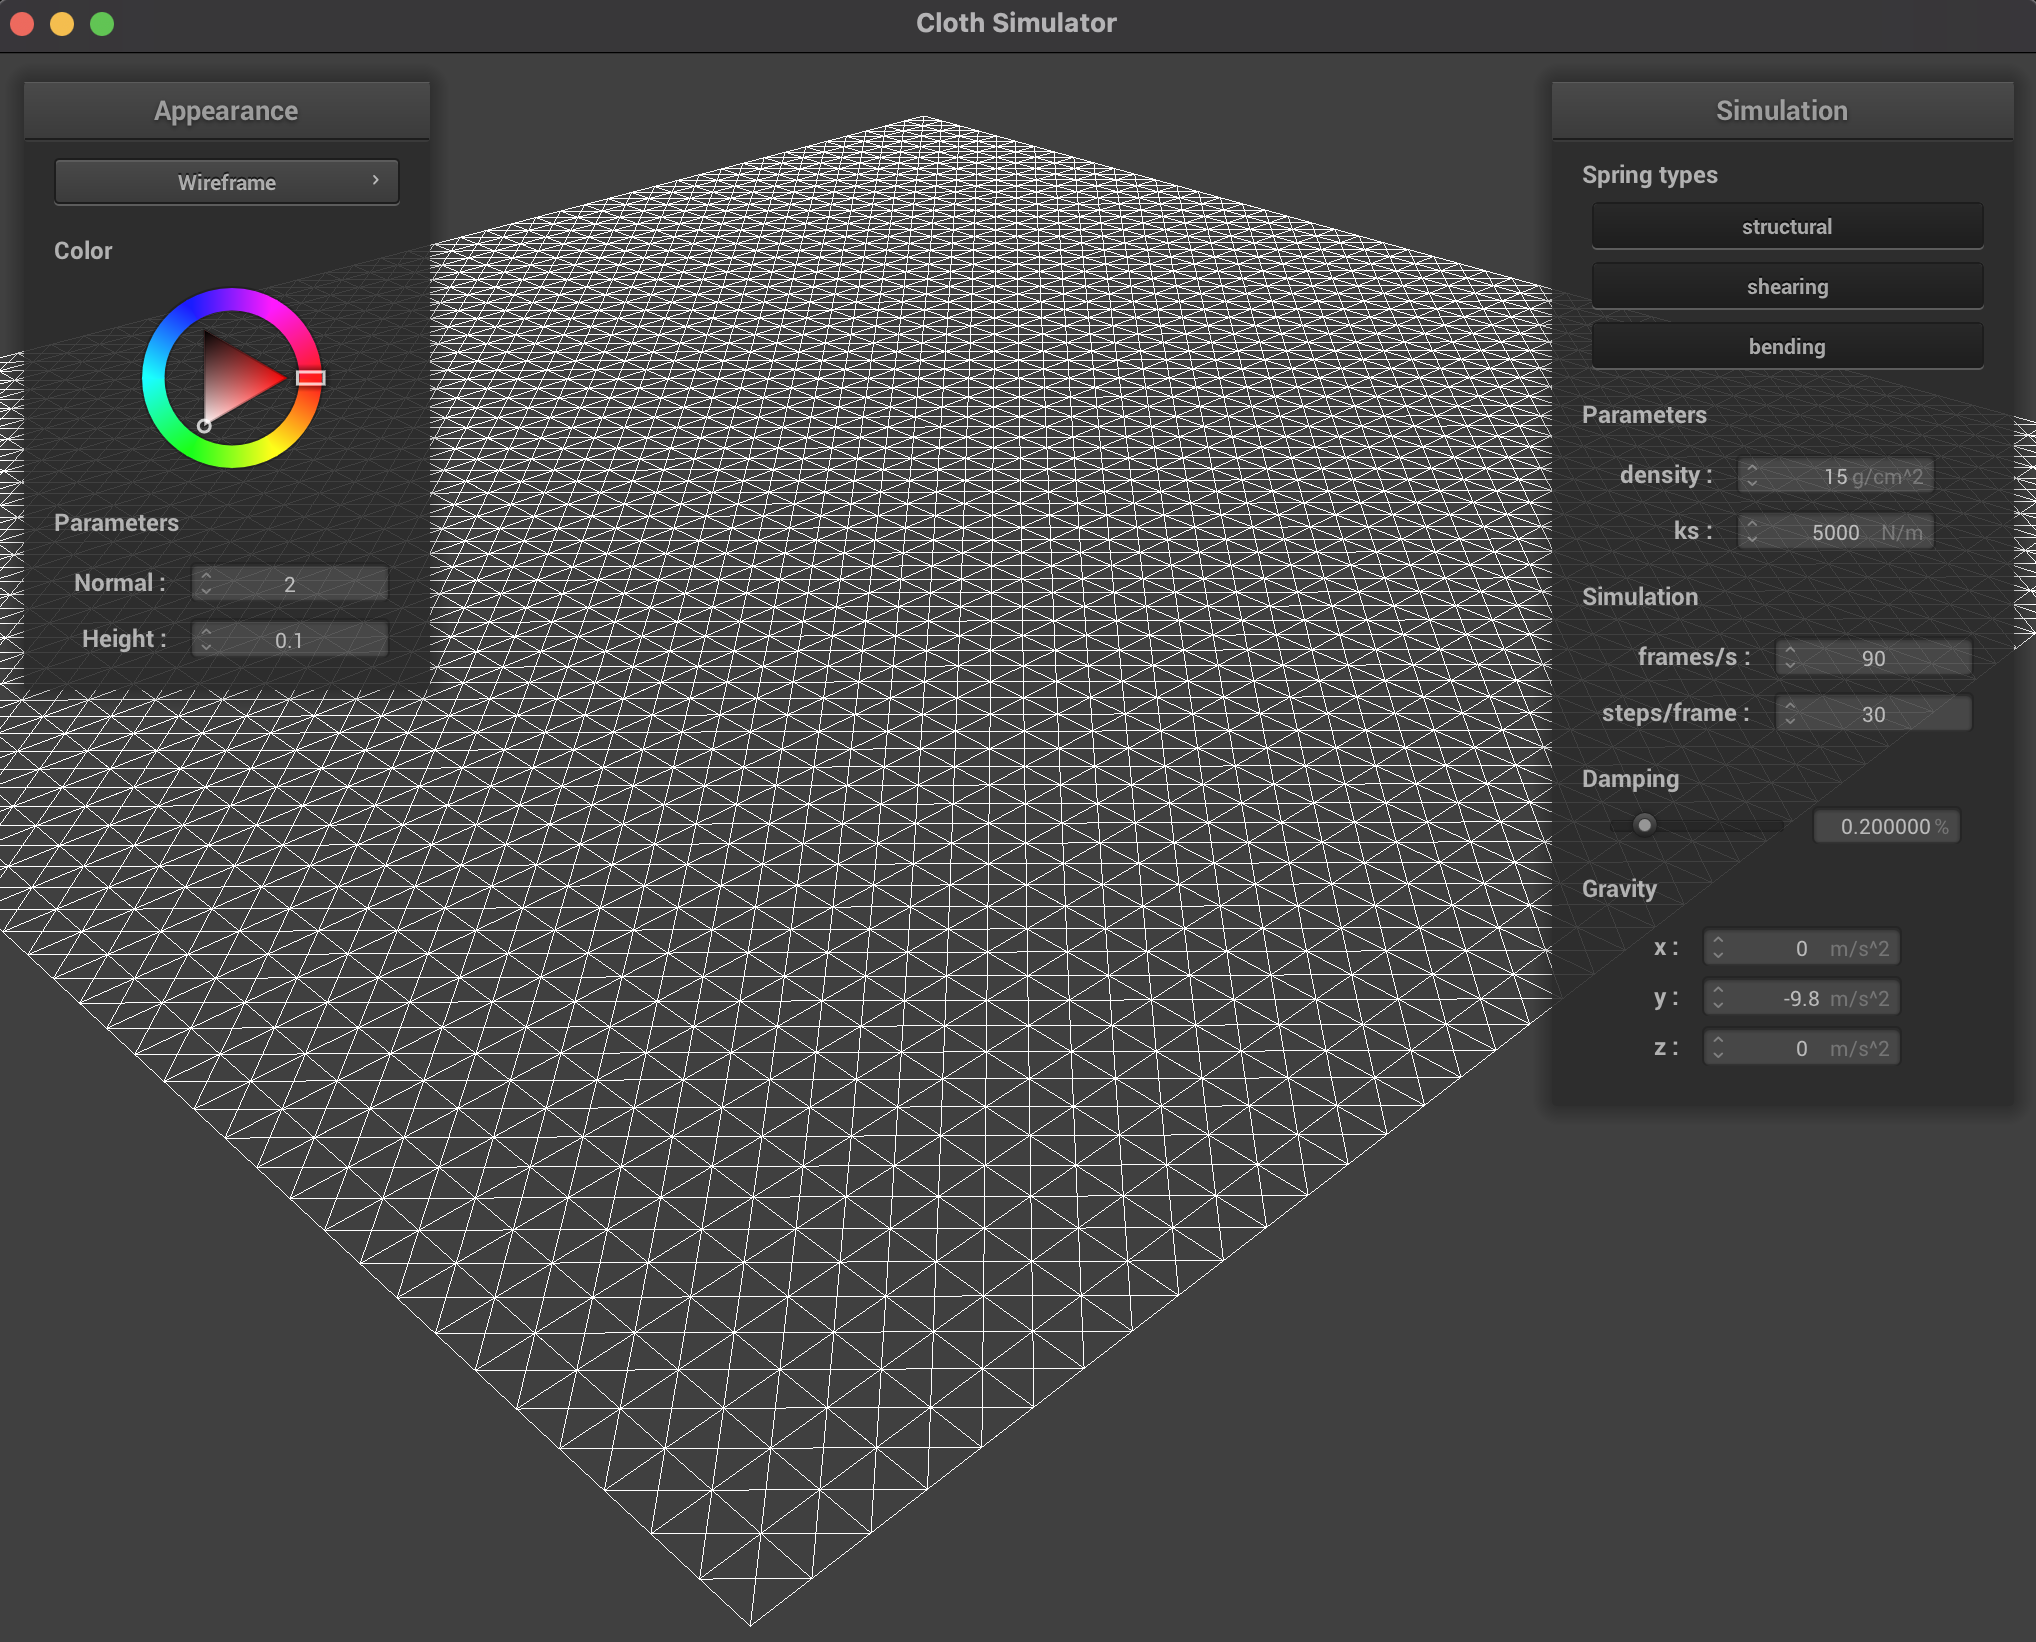 Cloth Simulator
Appearance
Wireframe
Color
Parameters
Normal : 2
Height : 0.1
Simulation
Spring types
structural
shearing
bending
Parameters
density : 15 g/cm^2
ks : 5000 N/m
Simulation
frames/s : 90
steps/frame : 30
Damping
0.200000 %
Gravity
x : 0 m/s^2
y : -9.8 m/s^2
z : 0 m/s^2